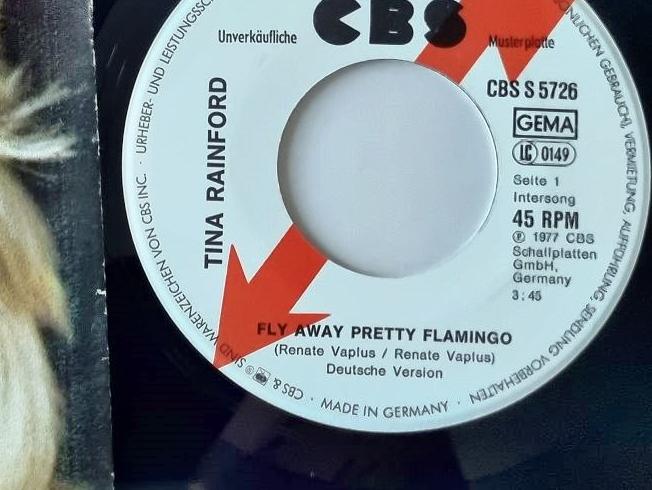 CBS
Unverkäufliche Musterplatte
CBS S 5726
GEMA
LC 0149
Seite 1
Intersong
45 RPM
℗ 1977 CBS
Schallplatten
GmbH,
Germany
3:45
TINA RAINFORD
FLY AWAY PRETTY FLAMINGO
(Renate Vaplus / Renate Vaplus)
Deutsche Version
CBS & ® SIND WARENZEICHEN VON CBS INC. · URHEBER- UND LEISTUNGSSC
ÖNLICHEN GEBRAUCH), VERMIETUNG, AUFFÜHRUNG, SENDUNG VORBEHALTEN
· MADE IN GERMANY ·